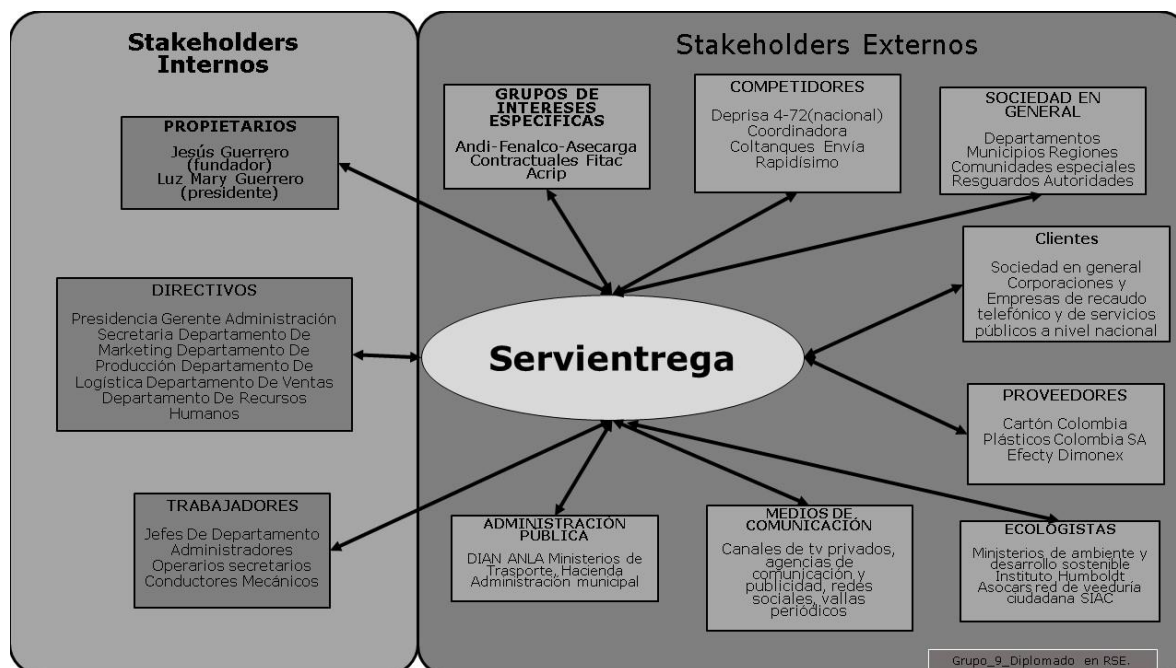 Stakeholders
Internos
PROPIETARIOS
Jesús Guerrero
(fundador)
Luz Mary Guerrero
(presidente)
DIRECTIVOS
Presidencia Gerente Administración
Secretaria Departamento De
Marketing Departamento De
Producción Departamento De
Logística Departamento De Ventas
Departamento De Recursos
Humanos
TRABAJADORES
Jefes De Departamento
Administradores
Operarios secretarios
Conductores Mecánicos
Stakeholders Externos
GRUPOS DE
INTERESES
ESPECIFICAS
Andi-Fenalco-Asecarga
Contractuales Fitac
Acrip
COMPETIDORES
Deprisa 4-72(nacional)
Coordinadora
Coltanques Envía
Rapidísimo
SOCIEDAD EN
GENERAL
Departamentos
Municipios Regiones
Comunidades especiales
Resguardos Autoridades
Clientes
Sociedad en general
Corporaciones y
Empresas de recaudo
telefónico y de servicios
públicos a nivel nacional
Servientrega
PROVEEDORES
Cartón Colombia
Plásticos Colombia SA
Efecty Dimonex
ADMINISTRACIÓN
PÚBLICA
DIAN ANLA Ministerios de
Trasporte, Hacienda
Administración municipal
MEDIOS DE
COMUNICACIÓN
Canales de tv privados,
agencias de
comunicación y
publicidad, redes
sociales, vallas
periódicos
ECOLOGISTAS
Ministerios de ambiente y
desarrollo sostenible
Instituto Humboldt
Asocars red de veeduría
ciudadana SIAC
Grupo_9_Diplomado en RSE.